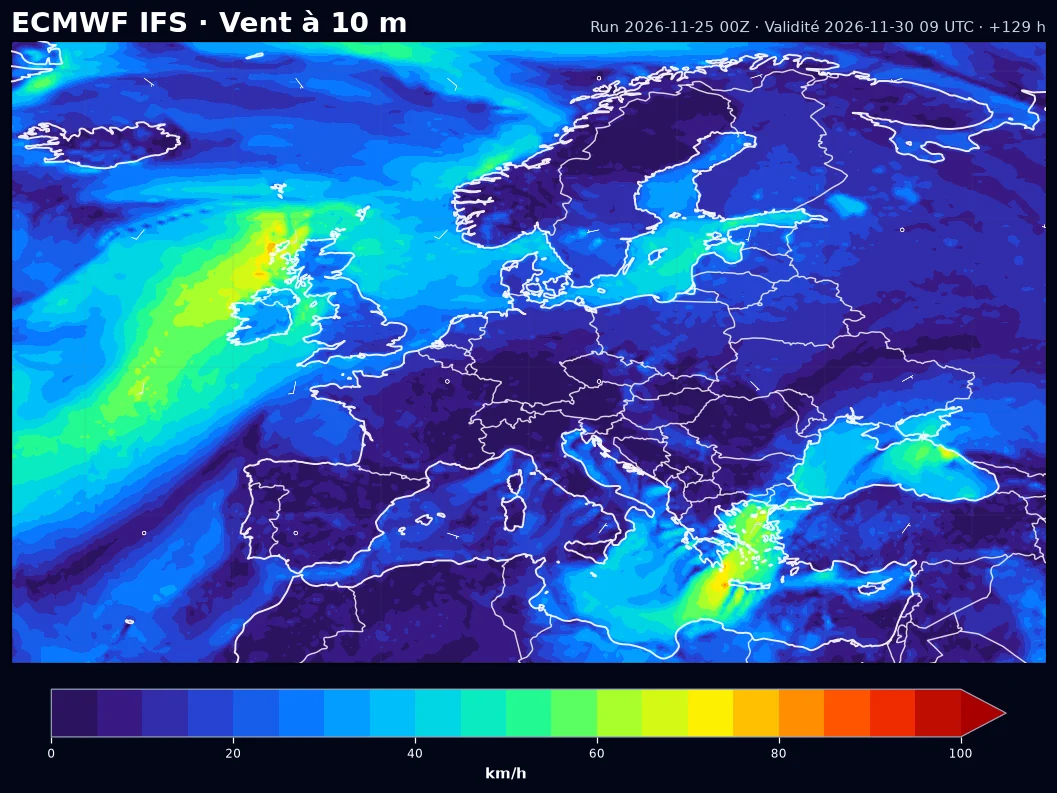 ECMWF IFS · Vent à 10 m
Run 2026-11-25 00Z · Validité 2026-11-30 09 UTC · +129 h
0 20 40 60 80 100
km/h